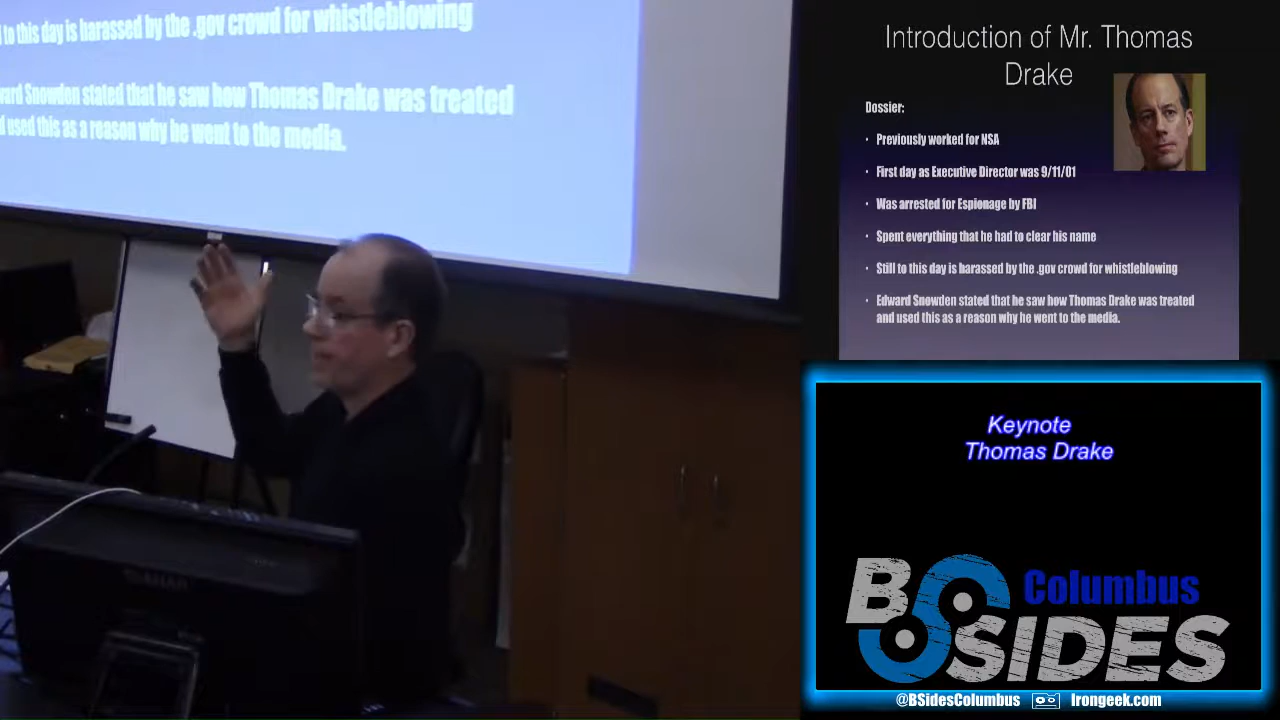 to this day is harassed by the .gov crowd for whistleblowing
Edward Snowden stated that he saw how Thomas Drake was treated
used this as a reason why he went to the media.
Introduction of Mr. Thomas
Drake
Dossier:
· Previously worked for NSA
· First day as Executive Director was 9/11/01
· Was arrested for Espionage by FBI
· Spent everything that he had to clear his name
· Still to this day is harassed by the .gov crowd for whistleblowing
· Edward Snowden stated that he saw how Thomas Drake was treated
and used this as a reason why he went to the media.
Keynote
Thomas Drake
BSIDES
Columbus
@BSidesColumbus Irongeek.com